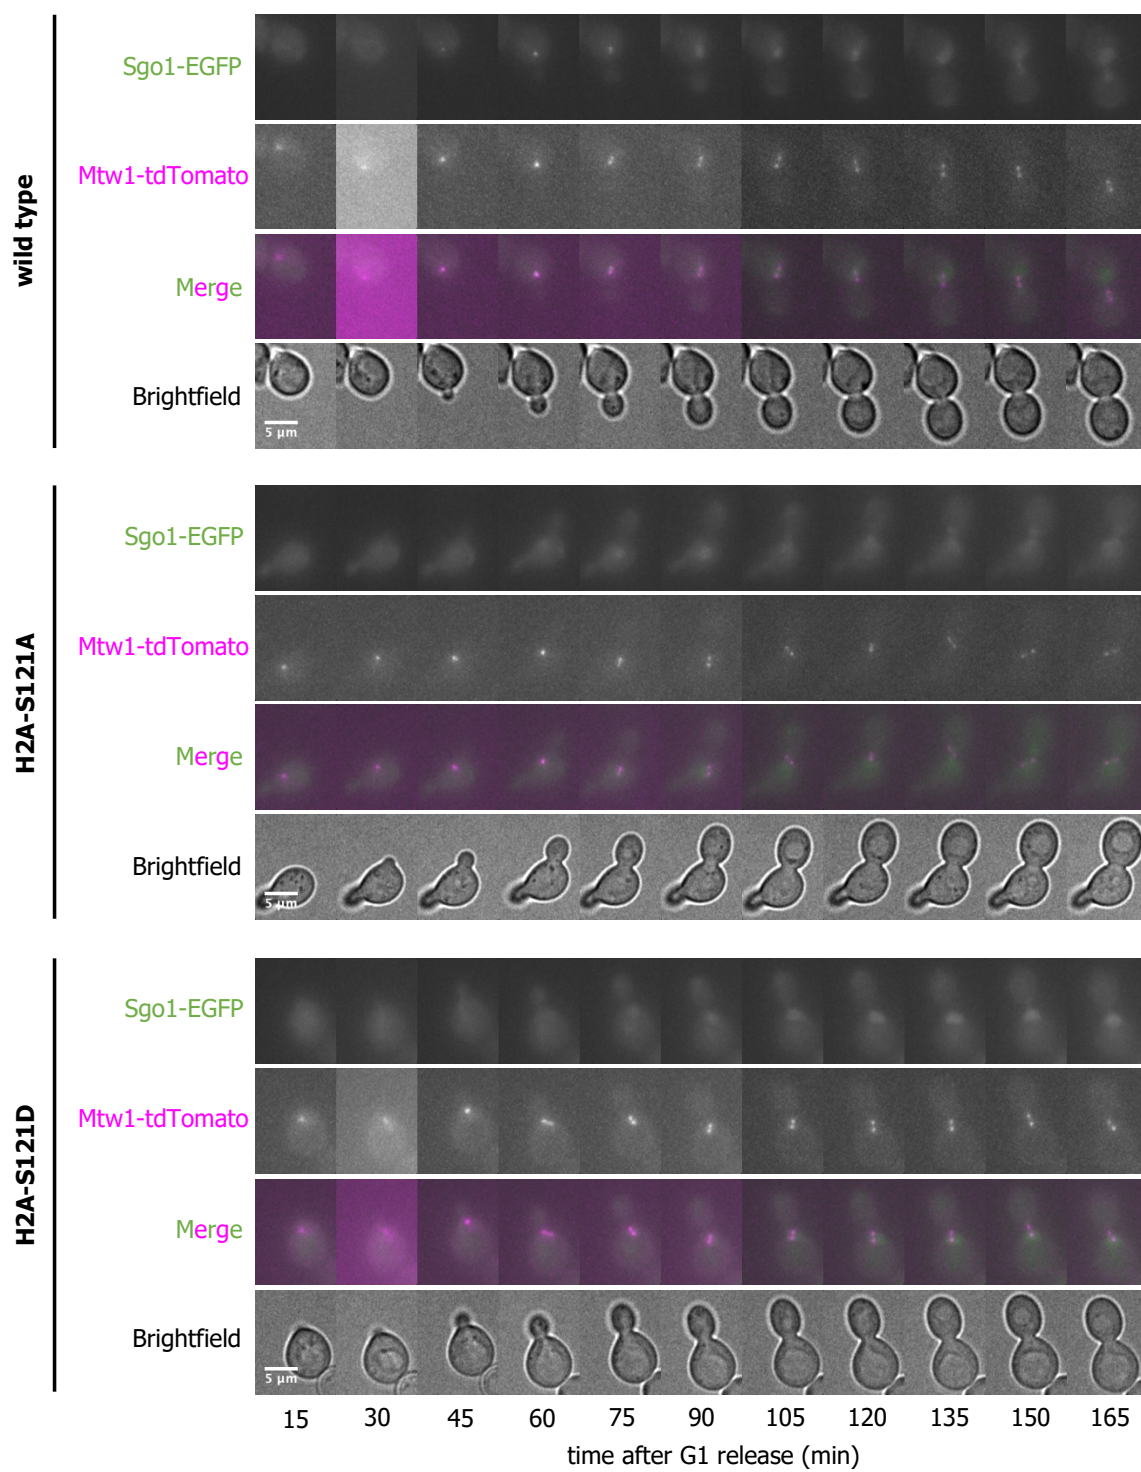 wild type
Sgo1-EGFP
Mtw1-tdTomato
Merge
Brightfield
5 µm
H2A-S121A
Sgo1-EGFP
Mtw1-tdTomato
Merge
Brightfield
5 µm
H2A-S121D
Sgo1-EGFP
Mtw1-tdTomato
Merge
Brightfield
5 µm
15 30 45 60 75 90 105 120 135 150 165
time after G1 release (min)